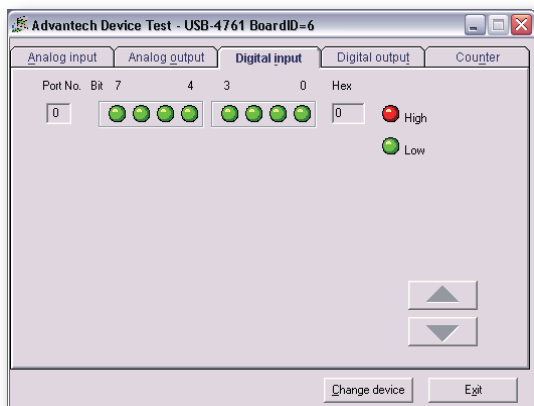 Advantech Device Test - USB-4761 BoardID=6
Analog input Analog output Digital input Digital output Counter
Port No. Bit 7 4 3 0 Hex
0 0 High
Low
Change device Exit